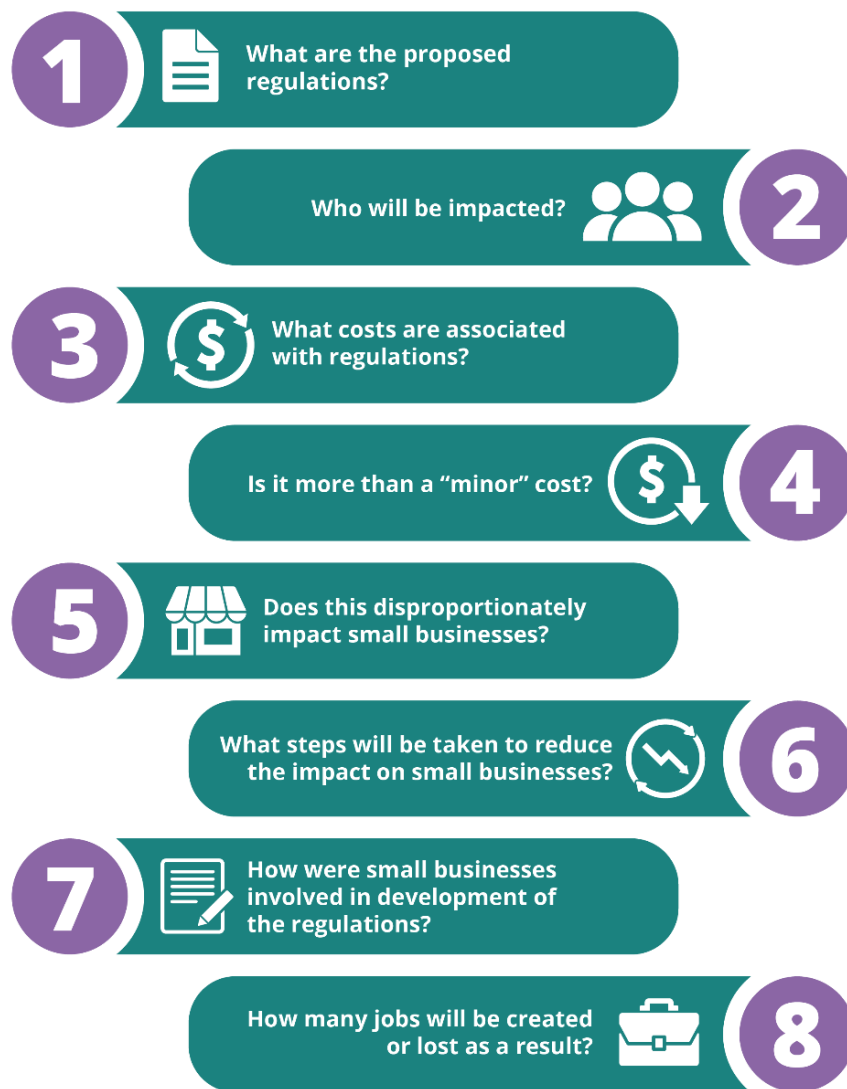 1
What are the proposed
regulations?
Who will be impacted?
2
3
What costs are associated
with regulations?
Is it more than a “minor” cost?
4
5
Does this disproportionately
impact small businesses?
What steps will be taken to reduce
the impact on small businesses?
6
7
How were small businesses
involved in development of
the regulations?
How many jobs will be created
or lost as a result?
8